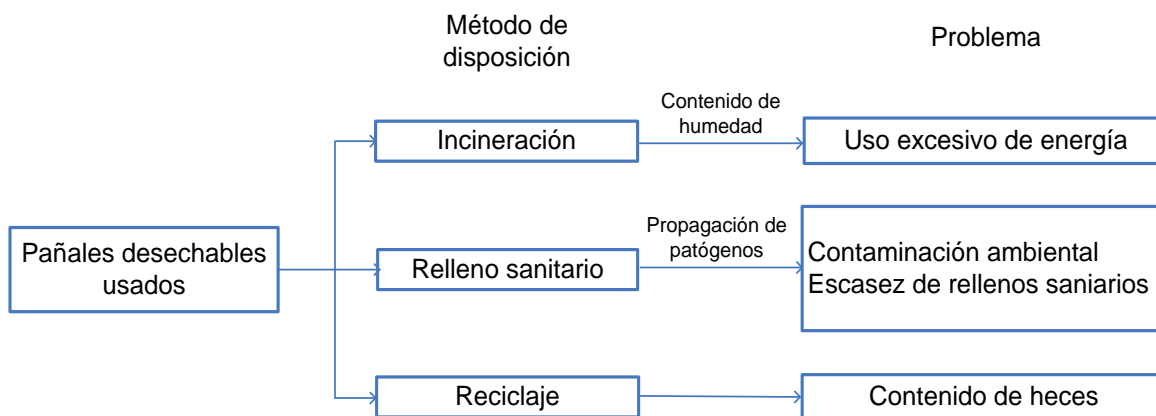 Método de
disposición
Problema
Contenido de
humedad
Incineración
Uso excesivo de energía
Propagación de
patógenos
Pañales desechables
usados
Relleno sanitario
Contaminación ambiental
Escasez de rellenos saniarios
Reciclaje
Contenido de heces